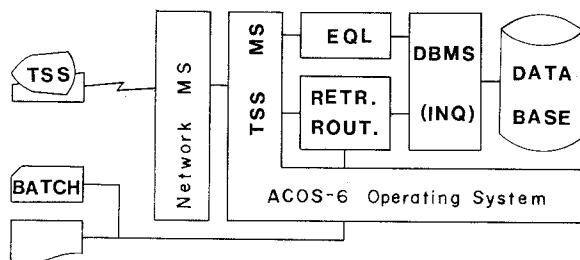 TSS
BATCH
Network MS
TSS MS
EQL
RETR.
ROUT.
DBMS
(INQ)
DATA
BASE
ACOS-6 Operating System